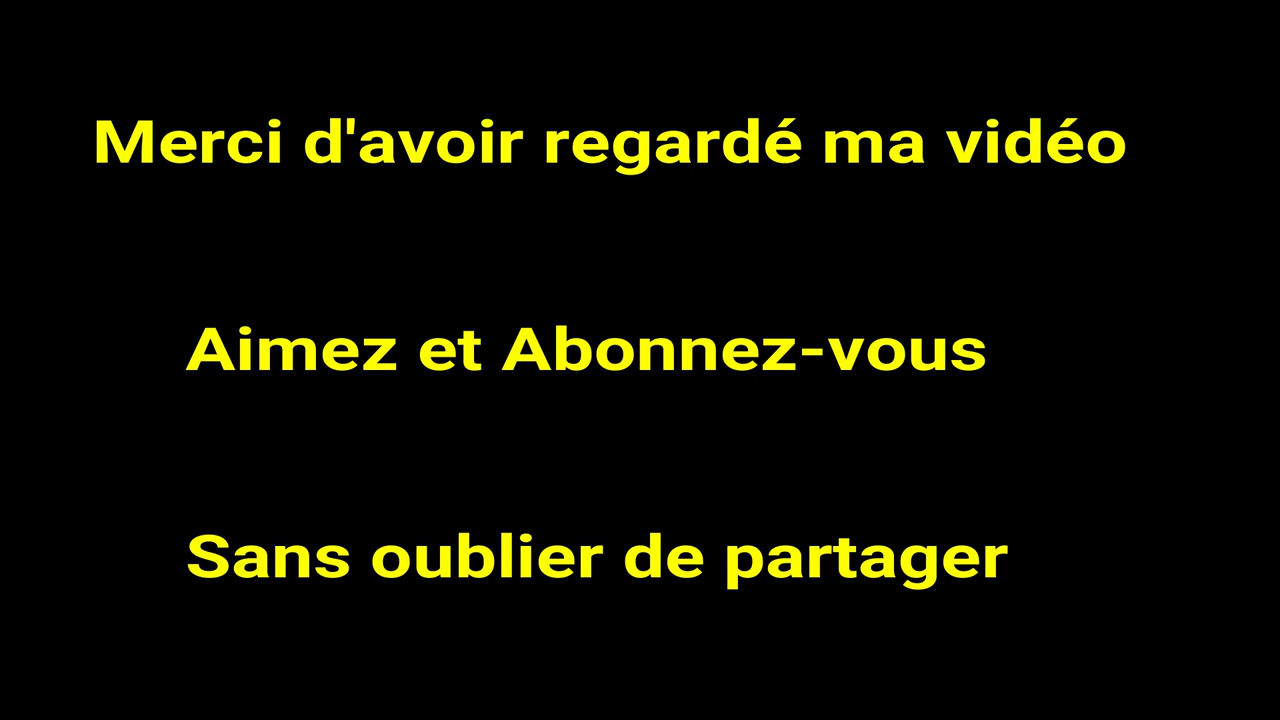 Merci d'avoir regardé ma vidéo
Aimez et Abonnez-vous
Sans oublier de partager